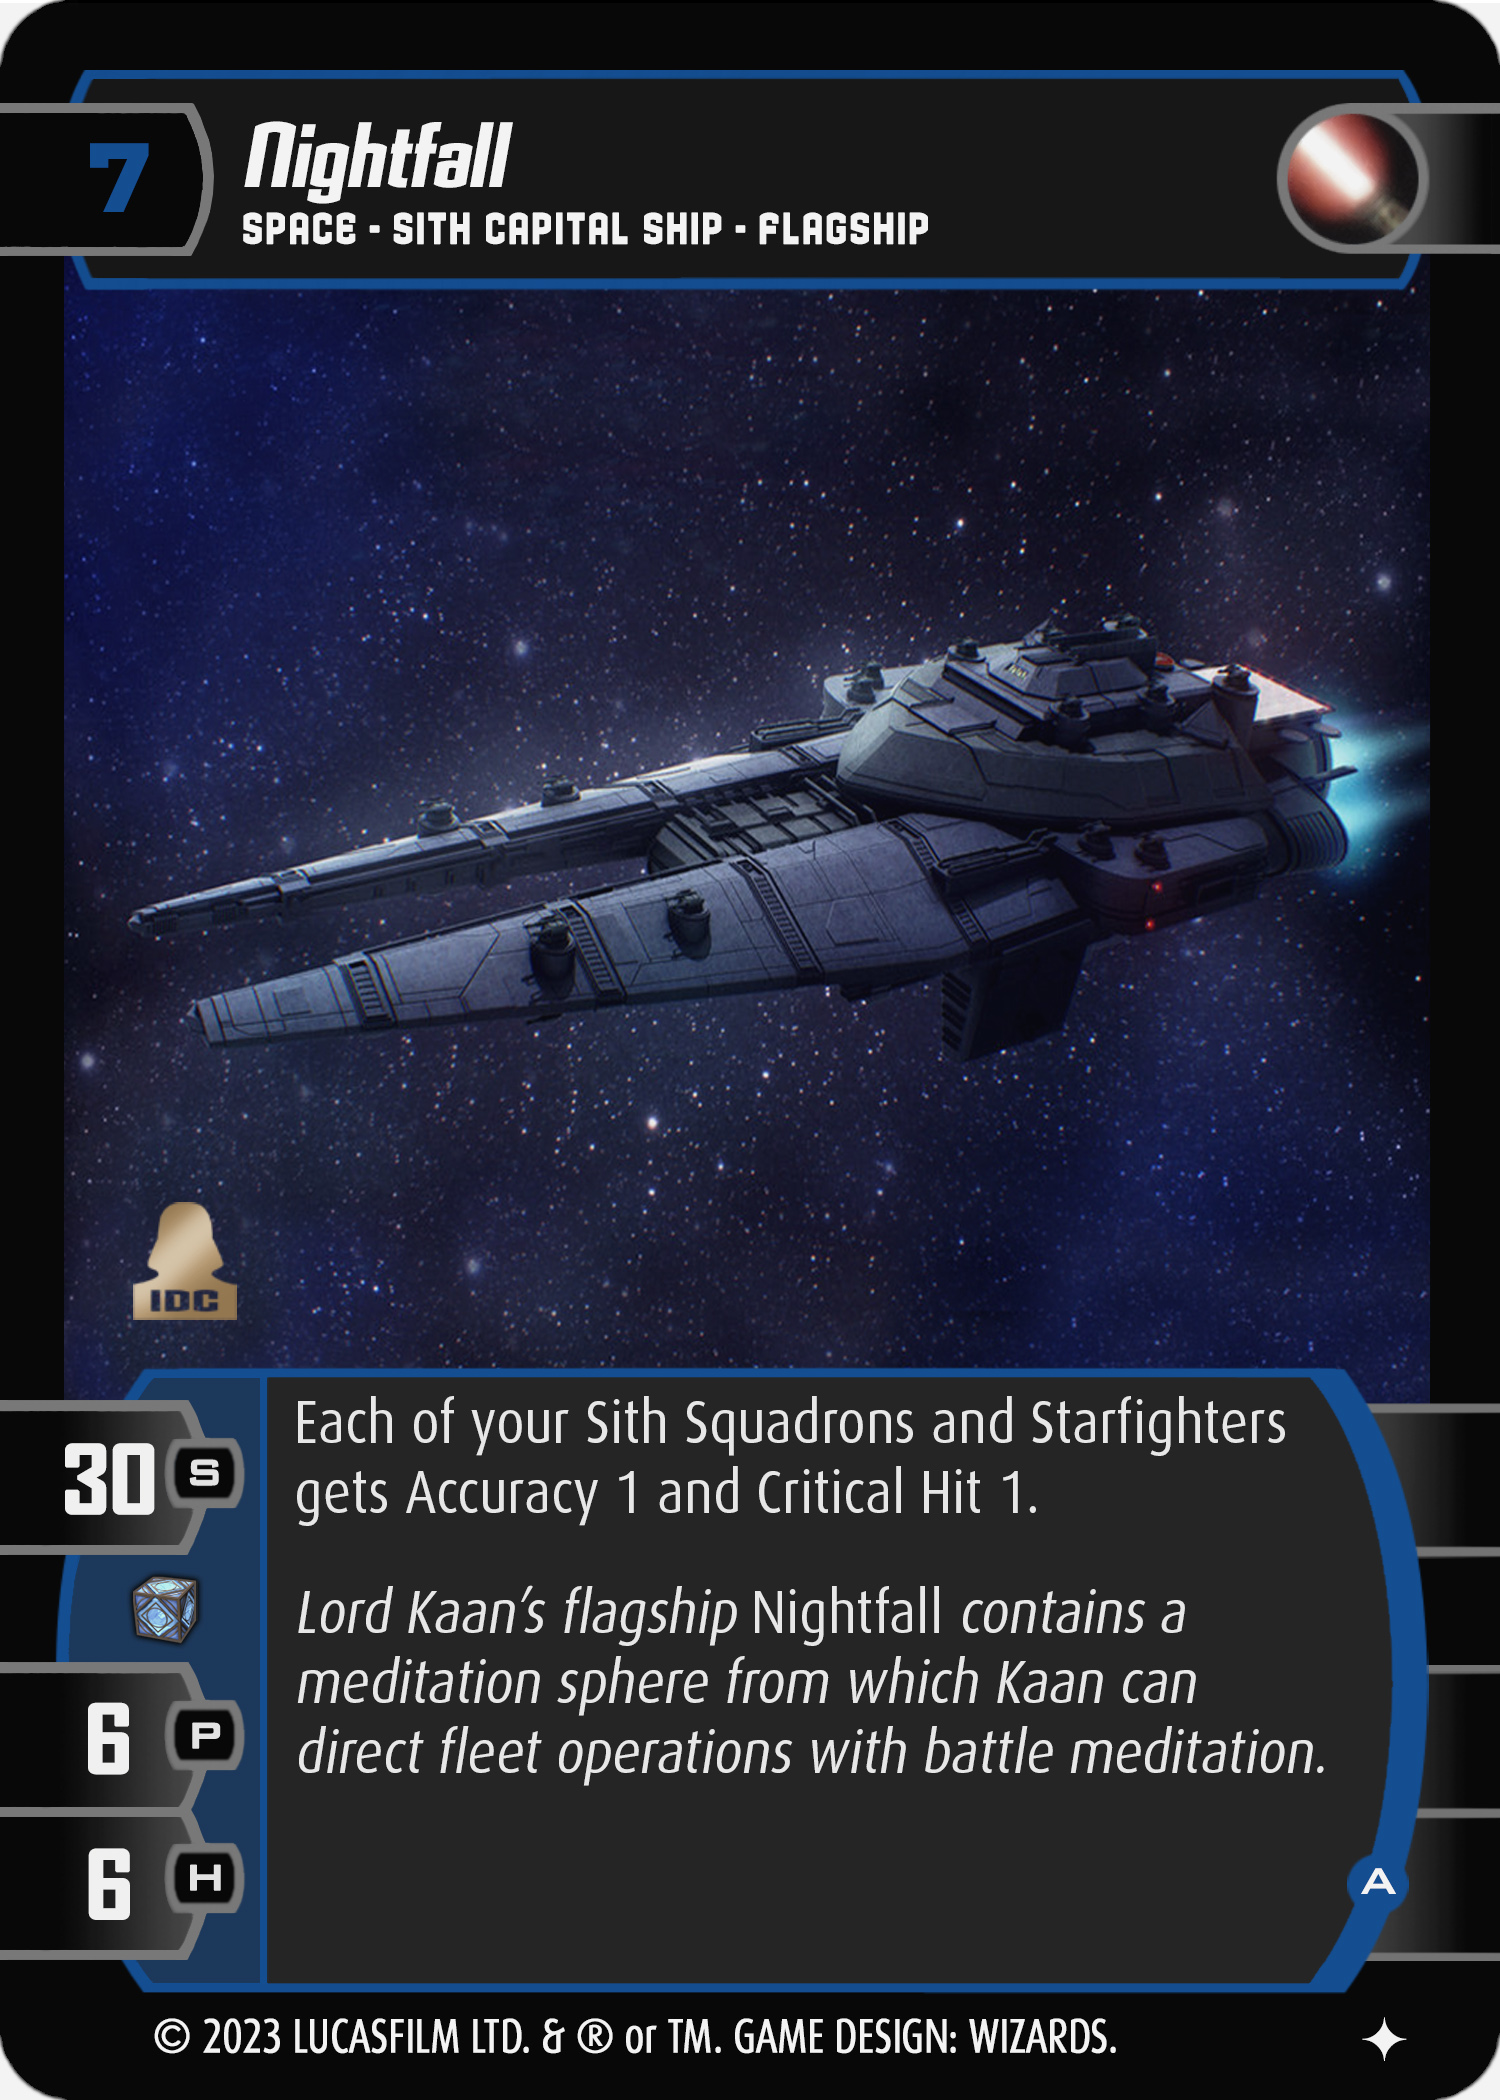 7
Nightfall
SPACE - SITH CAPITAL SHIP - FLAGSHIP
IDC
30 S
Each of your Sith Squadrons and Starfighters
gets Accuracy 1 and Critical Hit 1.
Lord Kaan’s flagship Nightfall contains a
meditation sphere from which Kaan can
direct fleet operations with battle meditation.
6 P
6 H
A
© 2023 LUCASFILM LTD. & ® or TM. GAME DESIGN: WIZARDS.